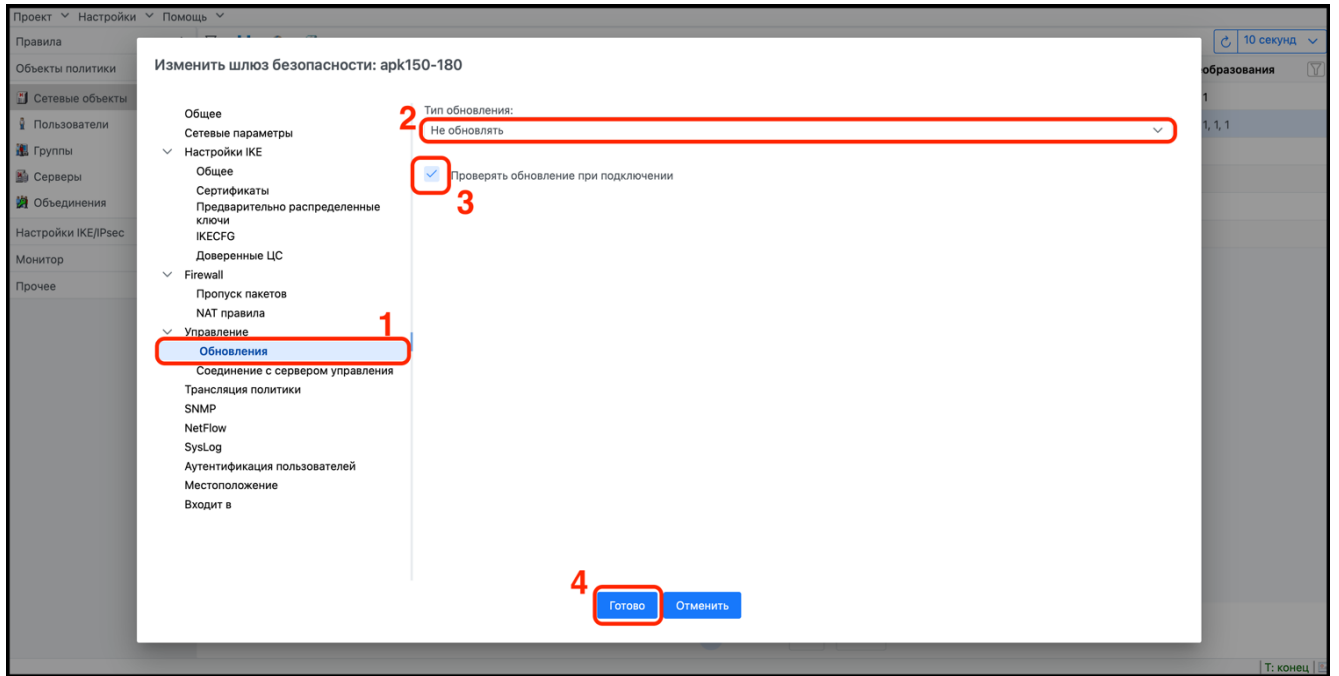 Проект Настройки Помощь
Правила
10 секунд
Объекты политики
Изменить шлюз безопасности: apk150-180
образования
Сетевые объекты
1
Общее
2
Тип обновления:
Пользователи
Сетевые параметры
Не обновлять
1, 1, 1
Группы
Настройки IKE
Серверы
Общее
Проверять обновление при подключении
3
Сертификаты
Объединения
Предварительно распределенные
ключи
Настройки IKE/IPsec
IKECFG
Монитор
Доверенные ЦС
Прочее
Firewall
Пропуск пакетов
NAT правила
1
Управление
Обновления
Соединение с сервером управления
Трансляция политики
SNMP
NetFlow
SysLog
Аутентификация пользователей
Местоположение
Входит в
4
Готово Отменить
Т: конец